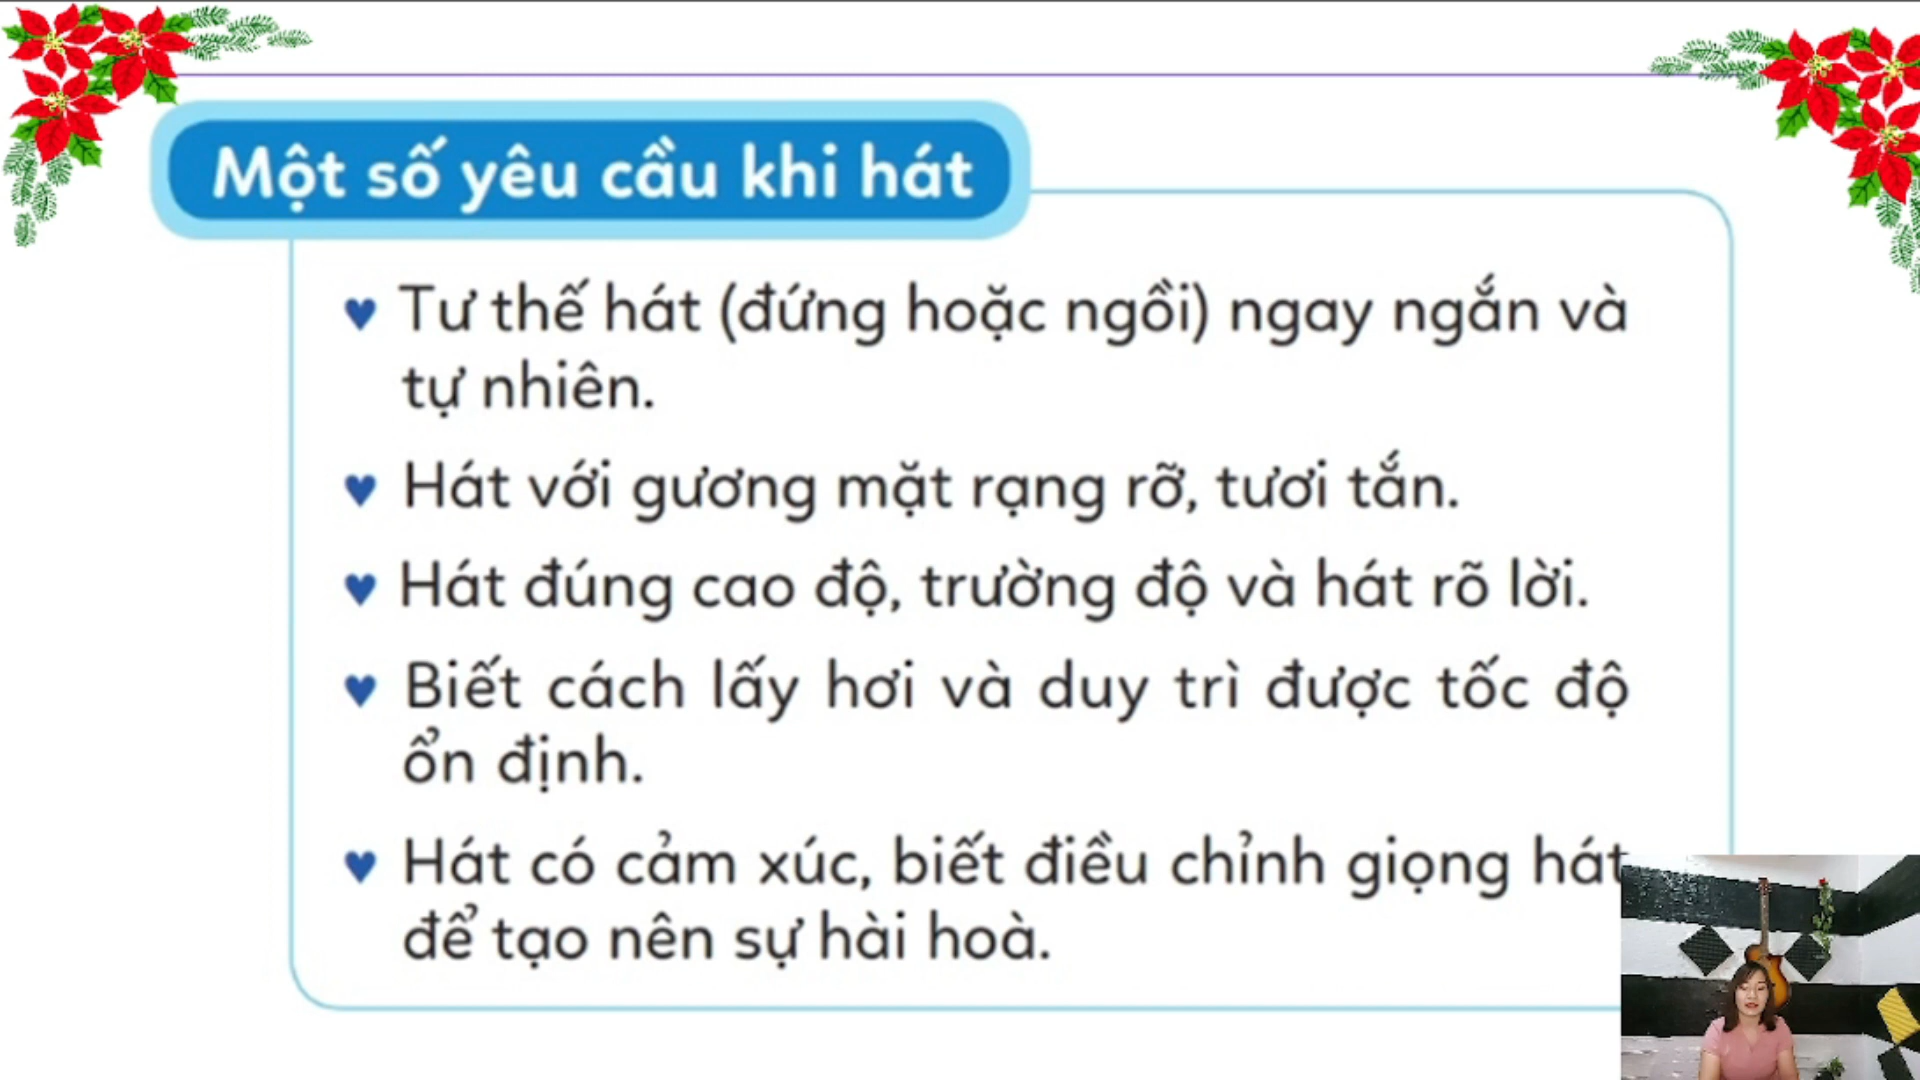 Một số yêu cầu khi hát
♥ Tư thế hát (đứng hoặc ngồi) ngay ngắn và
tự nhiên.
♥ Hát với gương mặt rạng rỡ, tươi tắn.
♥ Hát đúng cao độ, trường độ và hát rõ lời.
♥ Biết cách lấy hơi và duy trì được tốc độ
ổn định.
♥ Hát có cảm xúc, biết điều chỉnh giọng hát
để tạo nên sự hài hoà.